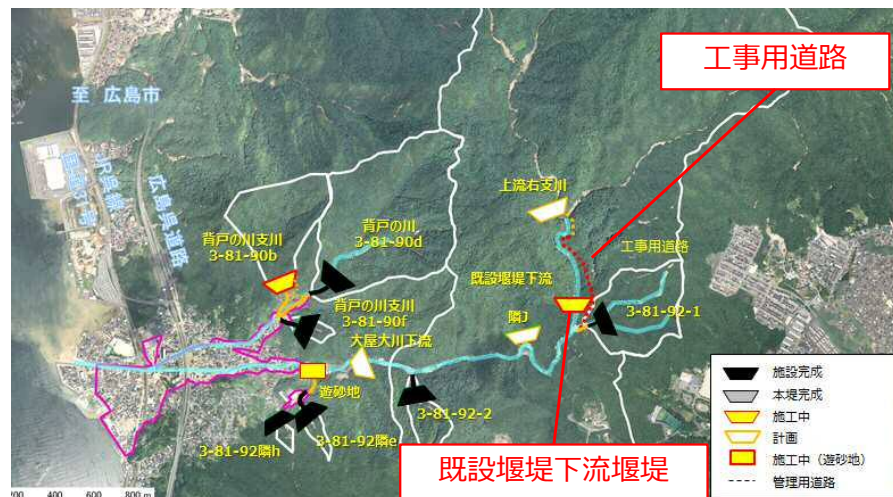 工事用道路
至 広島市
JR呉線
広島呉道路
上流右支川
背戸の川
3-81-90d
背戸の川支川
3-81-90b
工事用道路
既設堰堤下流
3-81-92-1
背戸の川支川
3-81-90f
隣J
大屋大川下流
遊砂地
3-81-92-2
3-81-92隣h
3-81-92隣e
既設堰堤下流堰堤
施設完成
本堤完成
施工中
計画
施工中（遊砂地）
管理用道路
200 400 600 800 m